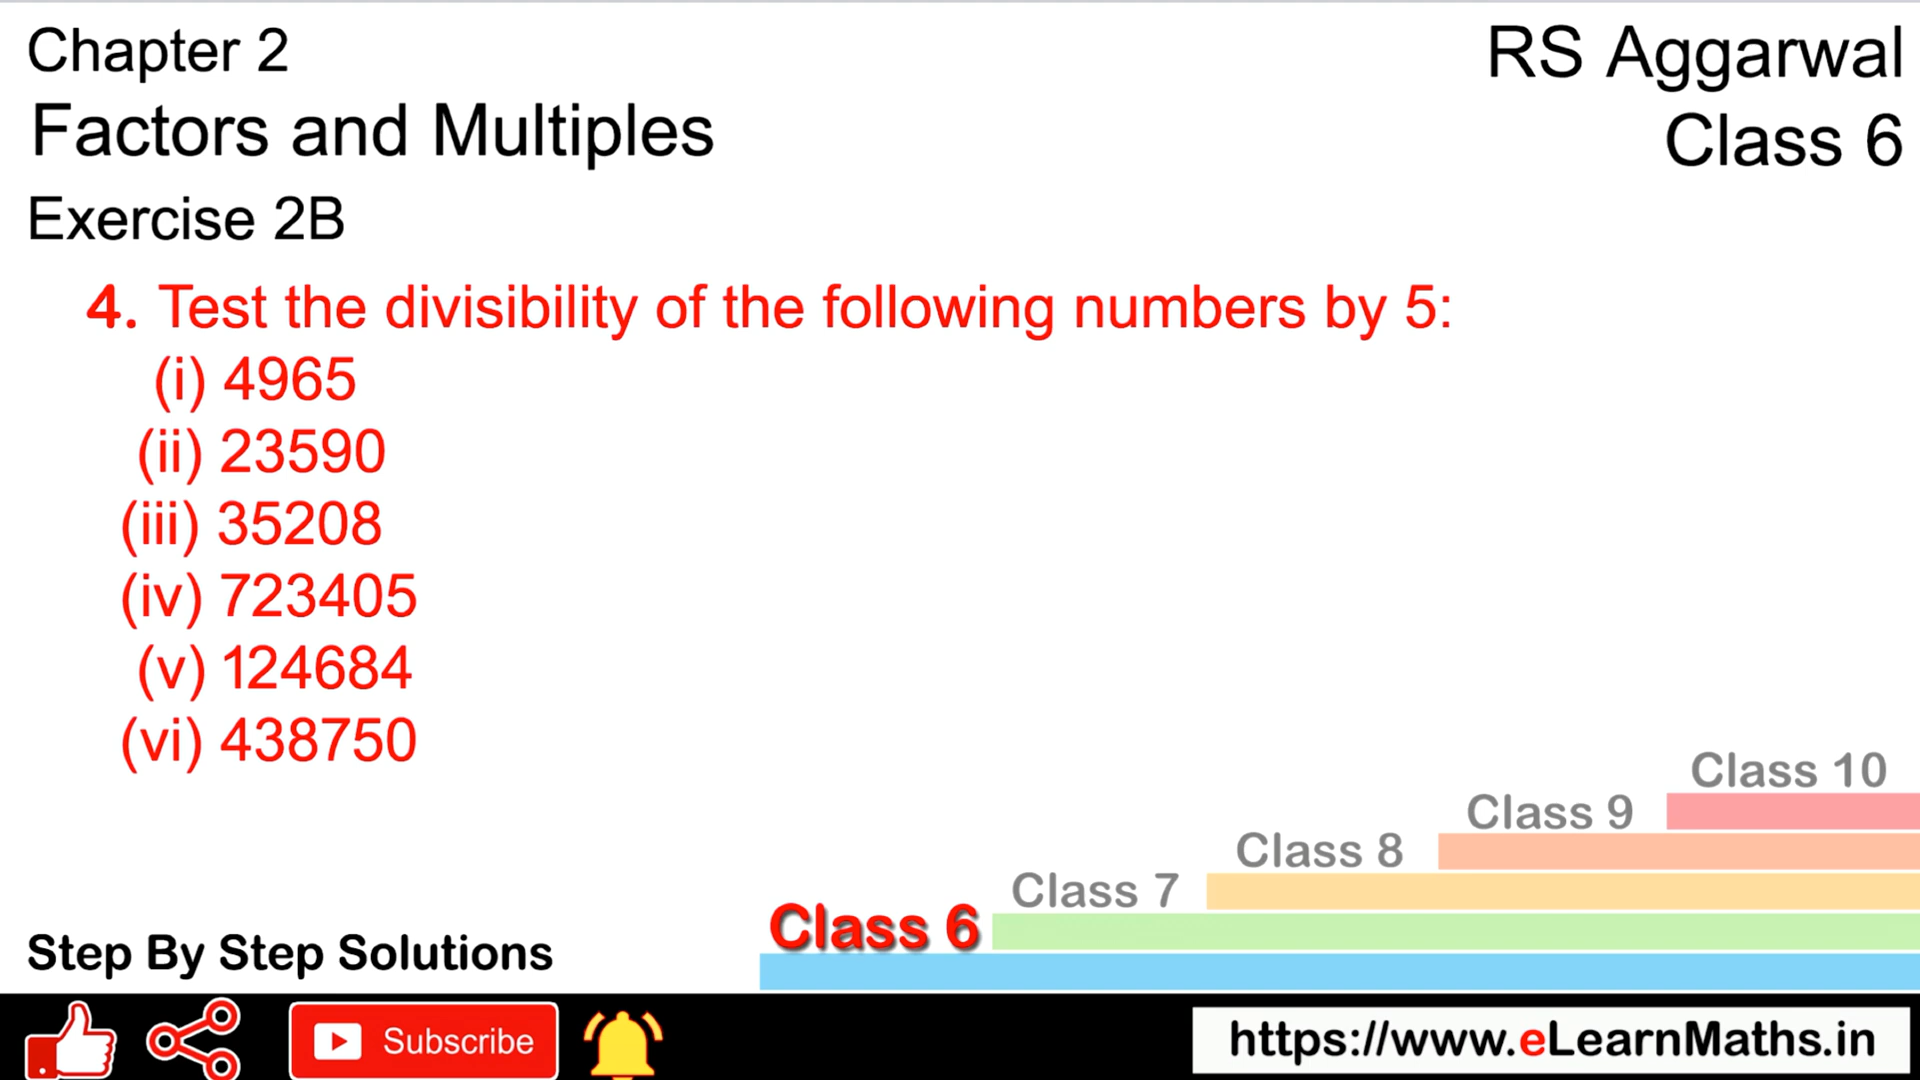 Chapter 2
Factors and Multiples
Exercise 2B
RS Aggarwal
Class 6
4. Test the divisibility of the following numbers by 5:
(i) 4965
(ii) 23590
(iii) 35208
(iv) 723405
(v) 124684
(vi) 438750
Class 10
Class 9
Class 8
Class 7
Class 6
Step By Step Solutions
Subscribe
https://www.eLearnMaths.in